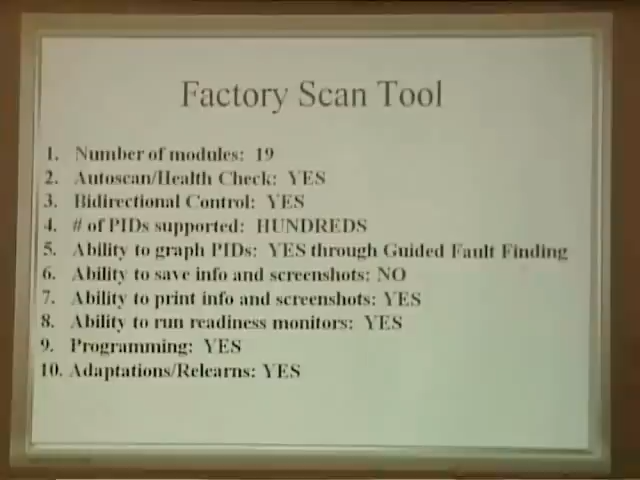 Factory Scan Tool
1. Number of modules: 19
2. Autoscan/Health Check: YES
3. Bidirectional Control: YES
4. # of PIDs supported: HUNDREDS
5. Ability to graph PIDs: YES through Guided Fault Finding
6. Ability to save info and screenshots: NO
7. Ability to print info and screenshots: YES
8. Ability to run readiness monitors: YES
9. Programming: YES
10. Adaptations/Relearns: YES